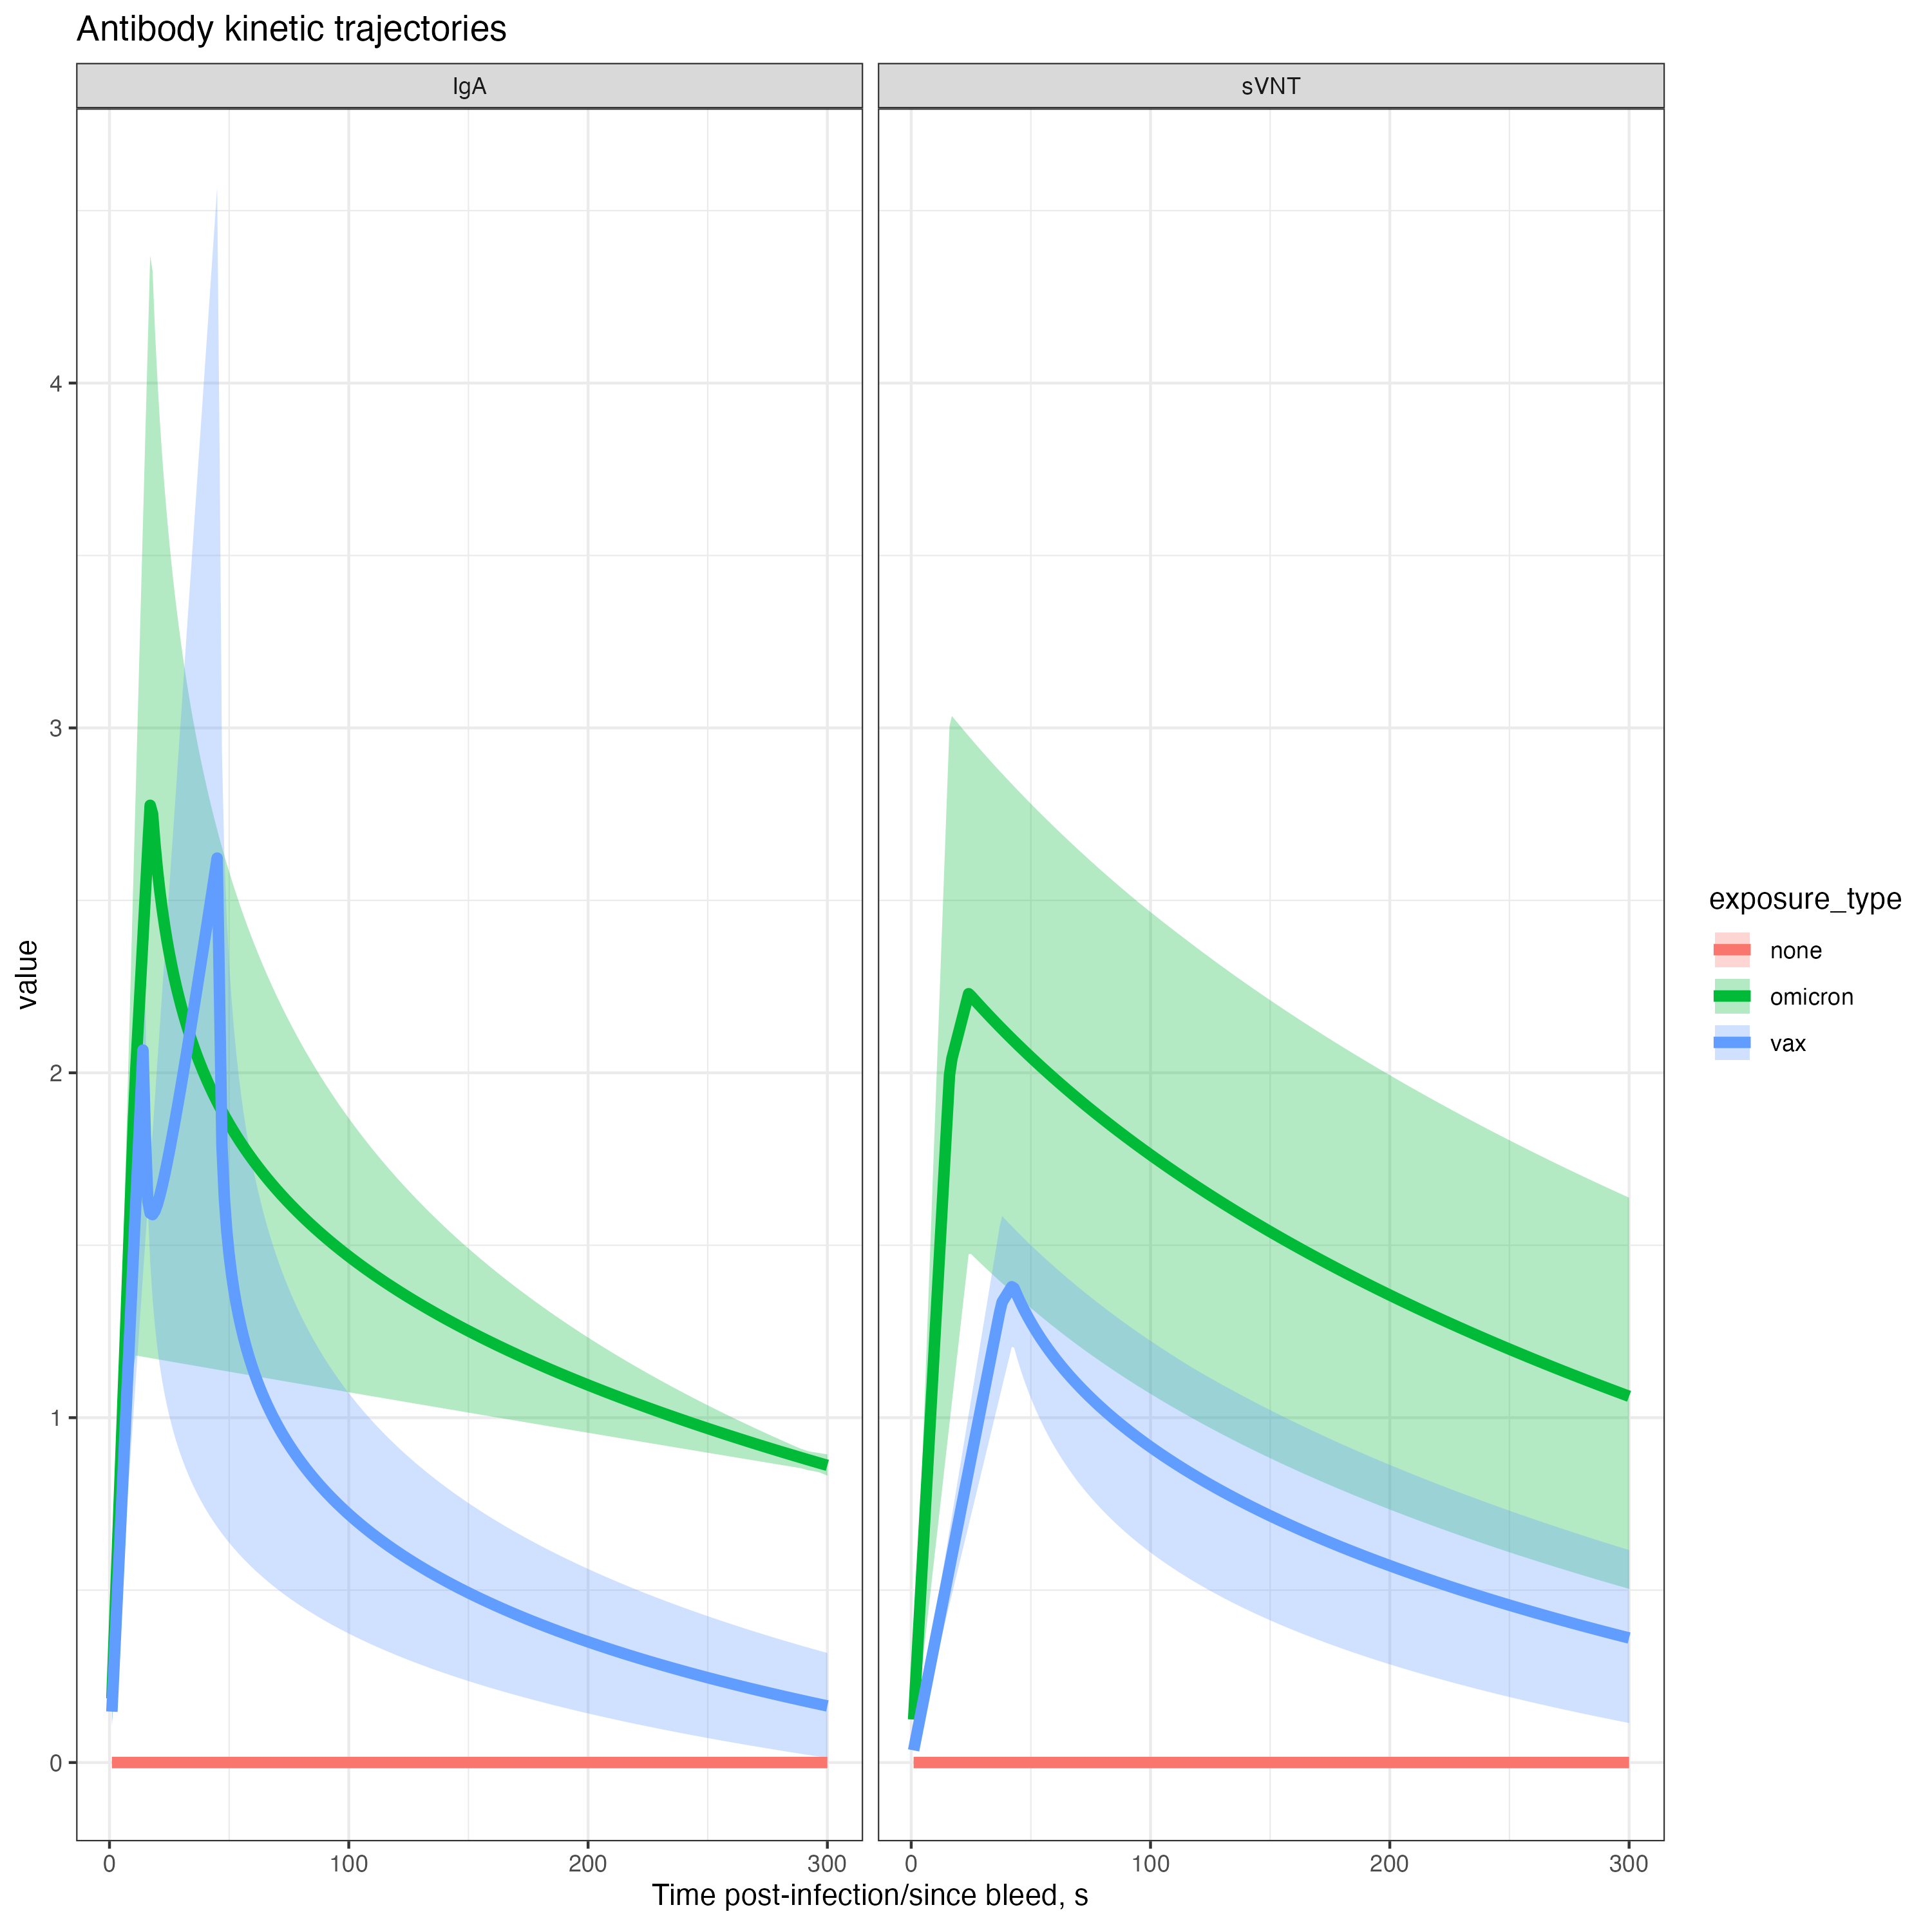 Antibody kinetic trajectories
IgA
sVNT
value
4
3
2
1
0
0 100 200 300
0 100 200 300
Time post-infection/since bleed, s
exposure_type
none
omicron
vax